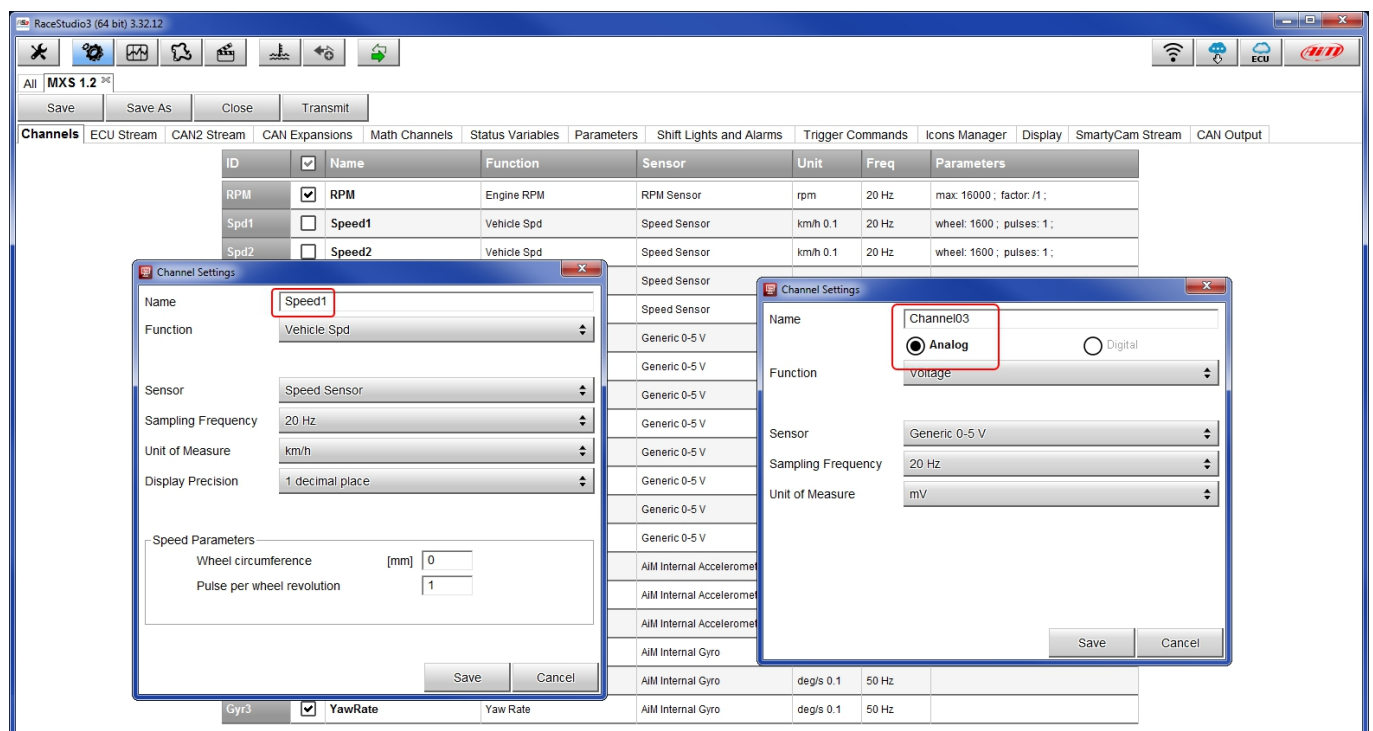 RaceStudio3 (64 bit) 3.32.12
ECU AiM
All MXS 1.2
Save Save As Close Transmit
Channels ECU Stream CAN2 Stream CAN Expansions Math Channels Status Variables Parameters Shift Lights and Alarms Trigger Commands Icons Manager Display SmartyCam Stream CAN Output
ID Name Function Sensor Unit Freq Parameters
RPM RPM Engine RPM RPM Sensor rpm 20 Hz max: 16000 ; factor: /1 ;
Spd1 Speed1 Vehicle Spd Speed Sensor km/h 0.1 20 Hz wheel: 1600 ; pulses: 1 ;
Spd2 Speed2 Vehicle Spd Speed Sensor km/h 0.1 20 Hz wheel: 1600 ; pulses: 1 ;
Channel Settings
Name Speed1
Function Vehicle Spd
Sensor Speed Sensor
Sampling Frequency 20 Hz
Unit of Measure km/h
Display Precision 1 decimal place
Speed Parameters
Wheel circumference [mm] 0
Pulse per wheel revolution 1
Save Cancel
Speed Sensor
Speed Sensor
Generic 0-5 V
Generic 0-5 V
Generic 0-5 V
Generic 0-5 V
Generic 0-5 V
Generic 0-5 V
Generic 0-5 V
Generic 0-5 V
AiM Internal Acceleromet
AiM Internal Acceleromet
AiM Internal Acceleromet
AiM Internal Gyro
AiM Internal Gyro deg/s 0.1 50 Hz
Channel Settings
Name Channel03
Analog Digital
Function Voltage
Sensor Generic 0-5 V
Sampling Frequency 20 Hz
Unit of Measure mV
Save Cancel
Gyr3 YawRate Yaw Rate AiM Internal Gyro deg/s 0.1 50 Hz